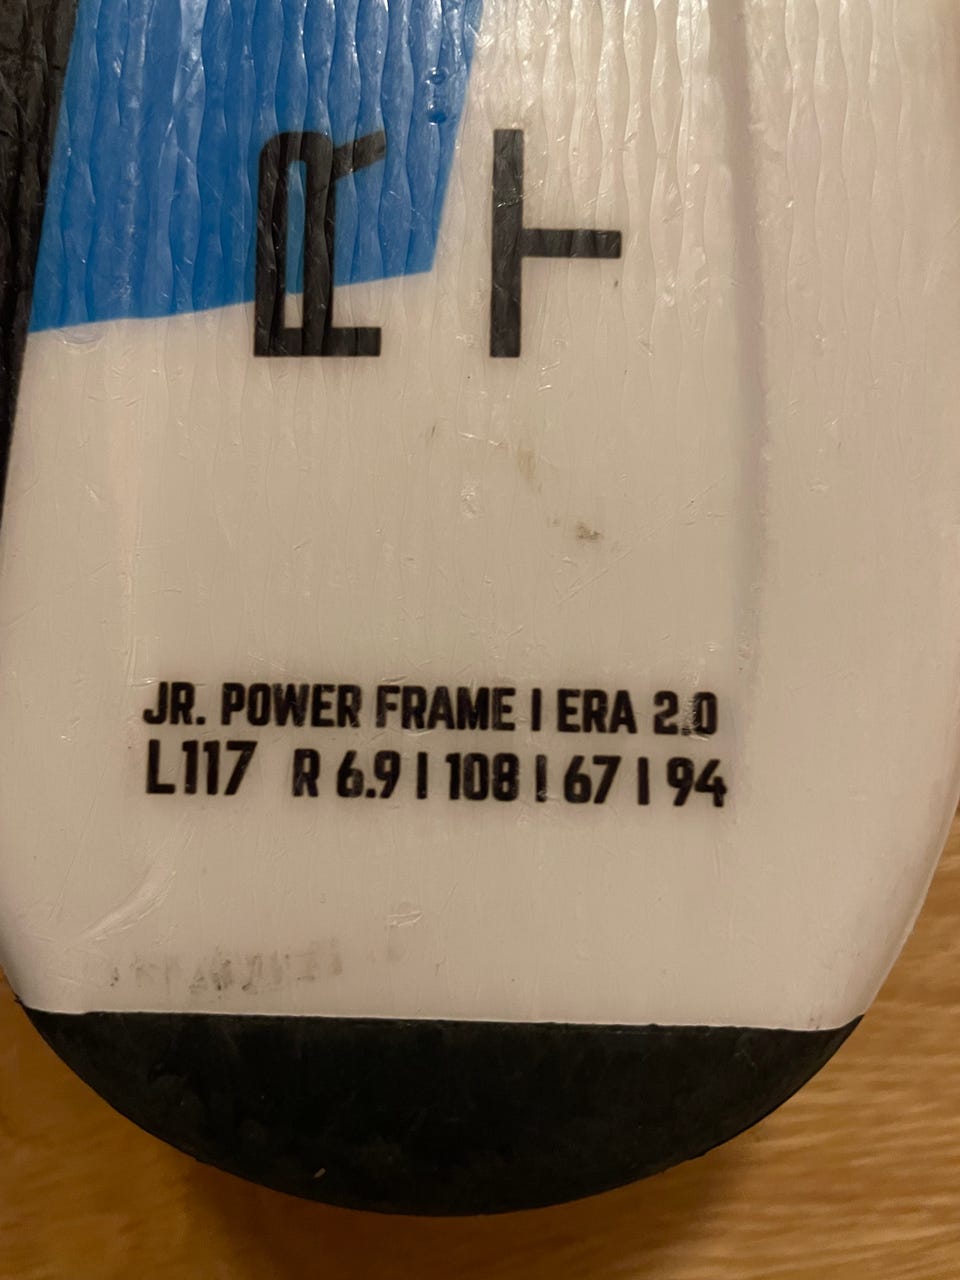 R
T
JR. POWER FRAME | ERA 2.0
L117 R 6.9 | 108 | 67 | 94